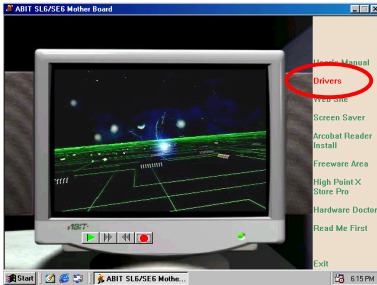 ABIT SL6/SE6 Mother Board
User's Manual
Drivers
Web Site
Screen Saver
Arcobat Reader
Install
Freeware Area
High Point X
Store Pro
Hardware Doctor
Read Me First
Exit
ABIT
Start
ABIT SL6/SE6 Mothe...
6:15 PM